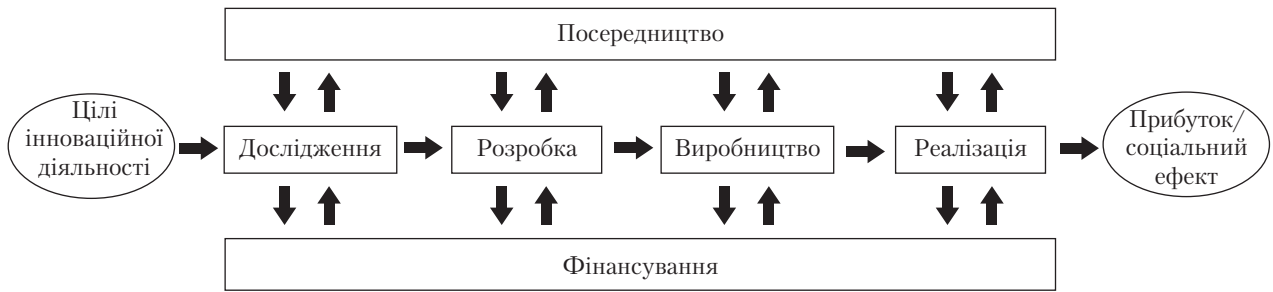 Посередництво
Цілі
інноваційної
діяльності
Дослідження
Розробка
Виробництво
Реалізація
Прибуток/
соціальний
ефект
Фінансування